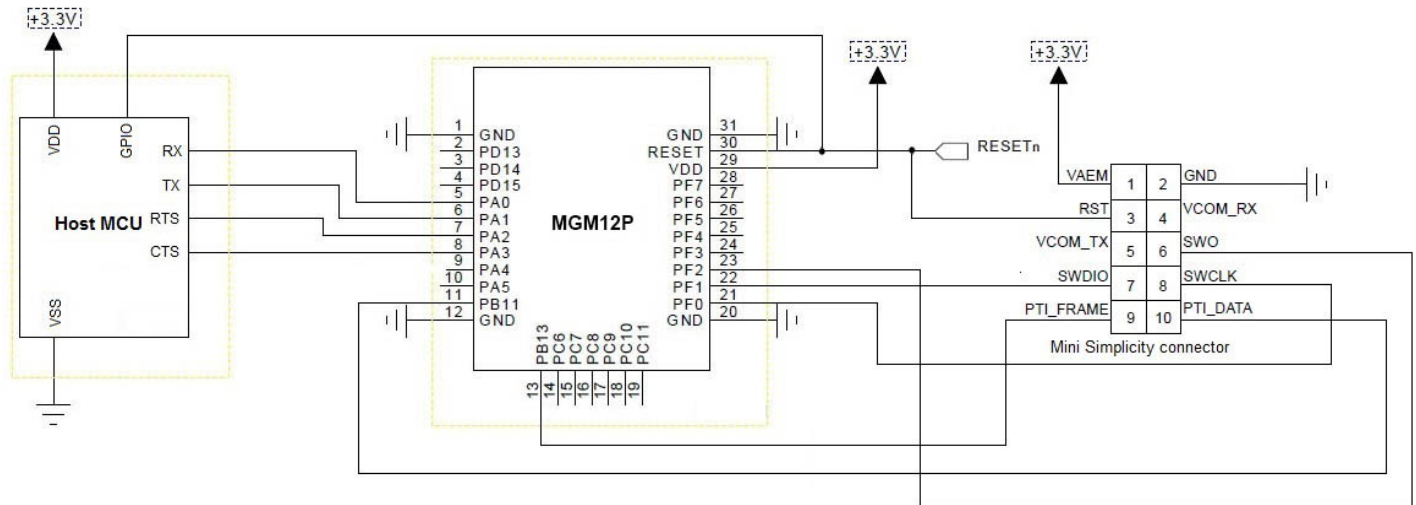 +3.3V
+3.3V
+3.3V
VDD
GPIO
RX
TX
RTS
CTS
VSS
Host MCU
MGM12P
1 GND
2 PD13
3 PD14
4 PD15
5 PA0
6 PA1
7 PA2
8 PA3
9 PA4
10 PA5
11 PB11
12 GND
13 PB13
14 PC6
15 PC7
16 PC8
17 PC9
18 PC10
19 PC11
GND 31
RESET 30
VDD 29
PF7 28
PF6 27
PF5 26
PF4 25
PF3 24
PF2 23
PF1 22
PF0 21
GND 20
RESETn
VAEM 1 2 GND
RST 3 4 VCOM_RX
VCOM_TX 5 6 SWO
SWDIO 7 8 SWCLK
PTI_FRAME 9 10 PTI_DATA
Mini Simplicity connector